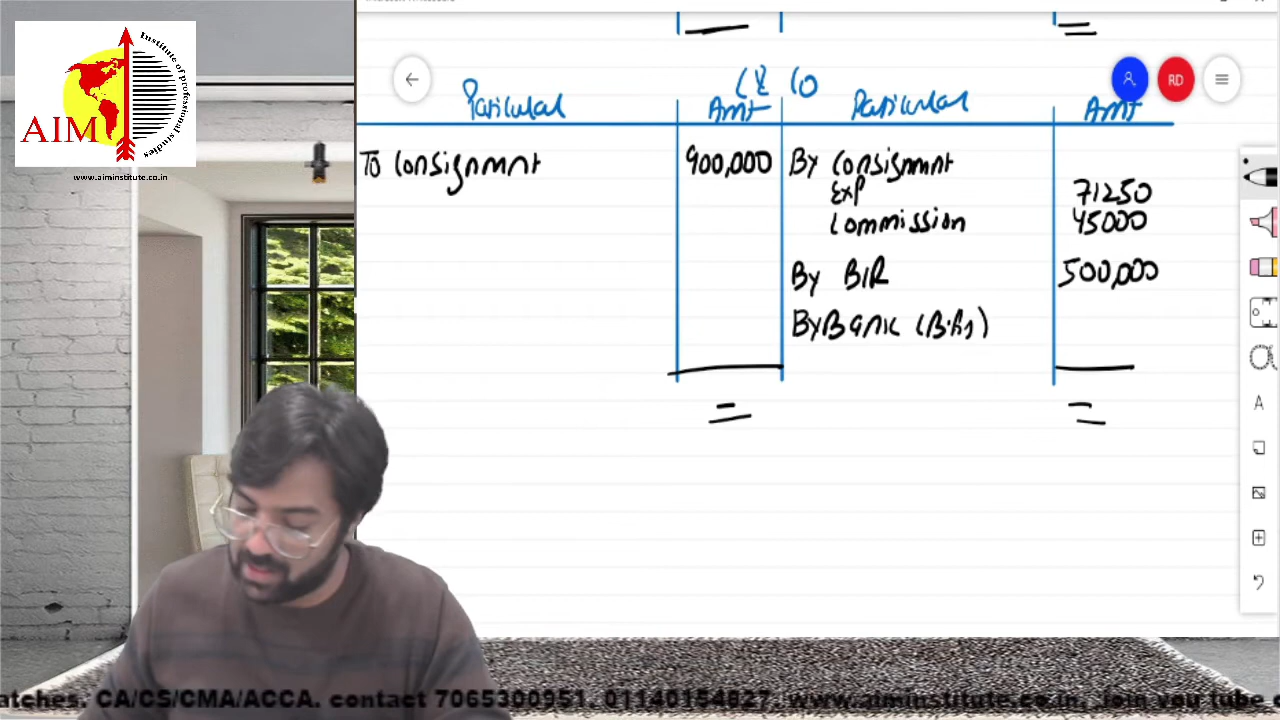 Institute of professional studies
AIM
www.aiminstitute.co.in
RD
Particular Amt Particular Amt
To Consignmnt 900,000 By Consignmnt
Exp 71250
Commission 45000
By B/R 500,000
By Bank (B.f)
A
atches. CA/CS/CMA/ACCA. contact 7065300951, 01140154827, www.aiminstitute.co.in, Join you tube